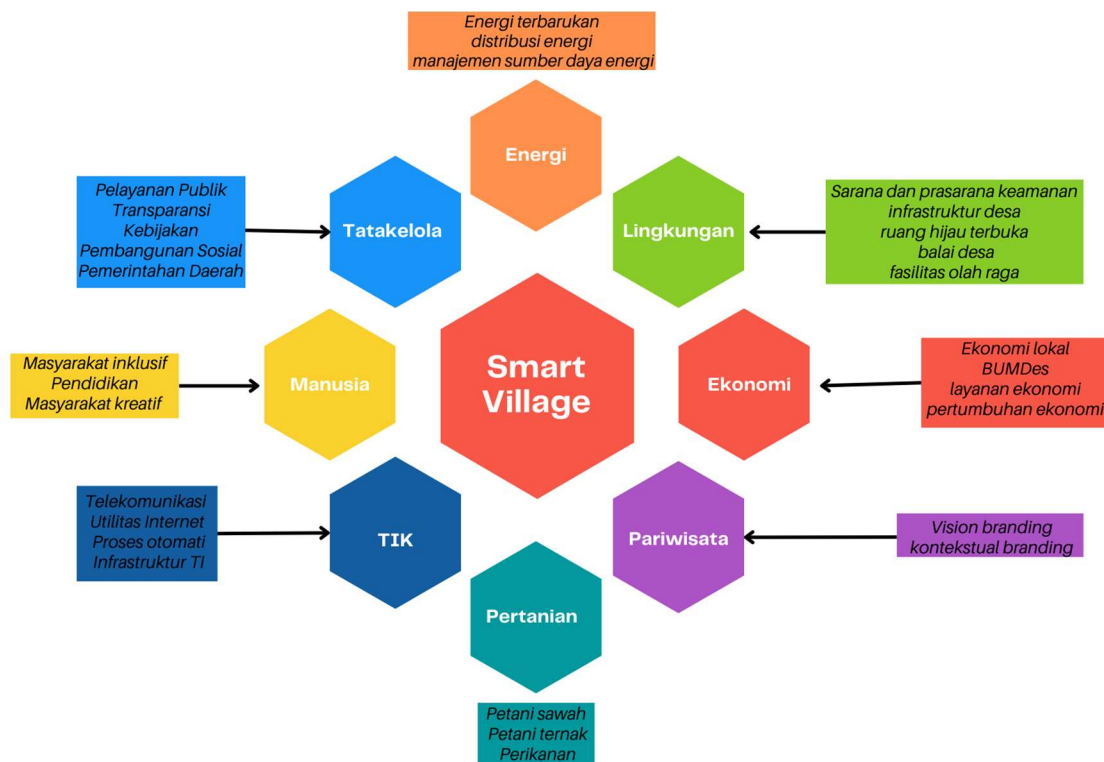 Energi terbarukan
distribusi energi
manajemen sumber daya energi
Energi
Pelayanan Publik
Transparansi
Kebijakan
Pembangunan Sosial
Pemerintahan Daerah
Tatakelola
Lingkungan
Sarana dan prasarana keamanan
infrastruktur desa
ruang hijau terbuka
balai desa
fasilitas olah raga
Masyarakat inklusif
Pendidikan
Masyarakat kreatif
Manusia
Smart
Village
Ekonomi
Ekonomi lokal
BUMDes
layanan ekonomi
pertumbuhan ekonomi
Telekomunikasi
Utilitas Internet
Proses otomati
Infrastruktur TI
TIK
Pariwisata
Vision branding
kontekstual branding
Pertanian
Petani sawah
Petani ternak
Perikanan